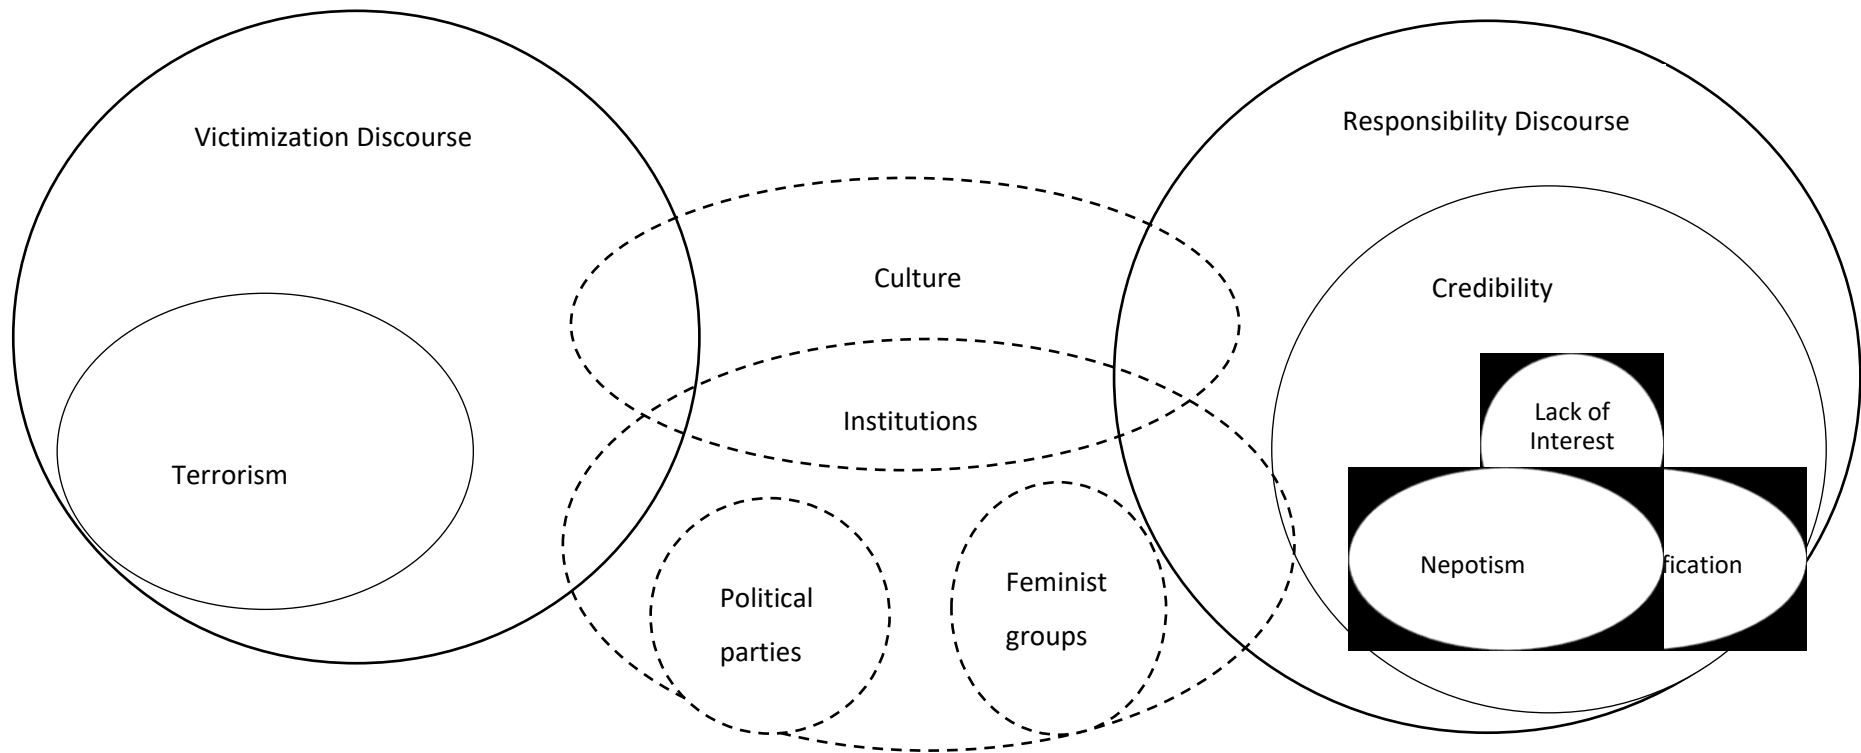 Victimization Discourse
Responsibility Discourse
Culture
Credibility
Institutions
Lack of
Interest
Terrorism
Nepotism
fication
Political
parties
Feminist
groups